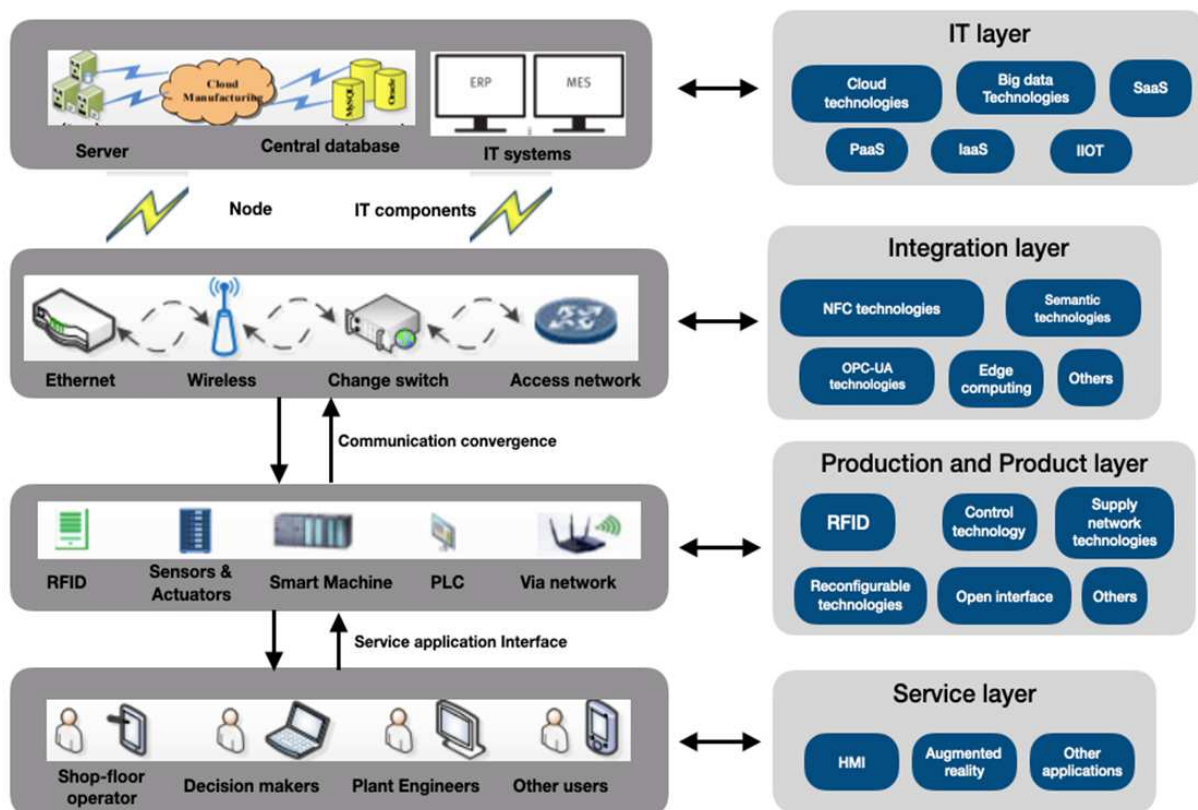 IT layer
Cloud
Manufacturing
MySQL
Oracle
ERP
MES
Server
Central database
IT systems
Cloud
technologies
Big data
Technologies
SaaS
PaaS
IaaS
IIOT
Node
IT components
Integration layer
NFC technologies
Semantic
technologies
OPC-UA
technologies
Edge
computing
Others
Ethernet
Wireless
Change switch
Access network
Communication convergence
Production and Product layer
RFID
Control
technology
Supply
network
technologies
Reconfigurable
technologies
Open interface
Others
RFID
Sensors &
Actuators
Smart Machine
PLC
Via network
Service application Interface
Service layer
HMI
Augmented
reality
Other
applications
Shop-floor
operator
Decision makers
Plant Engineers
Other users